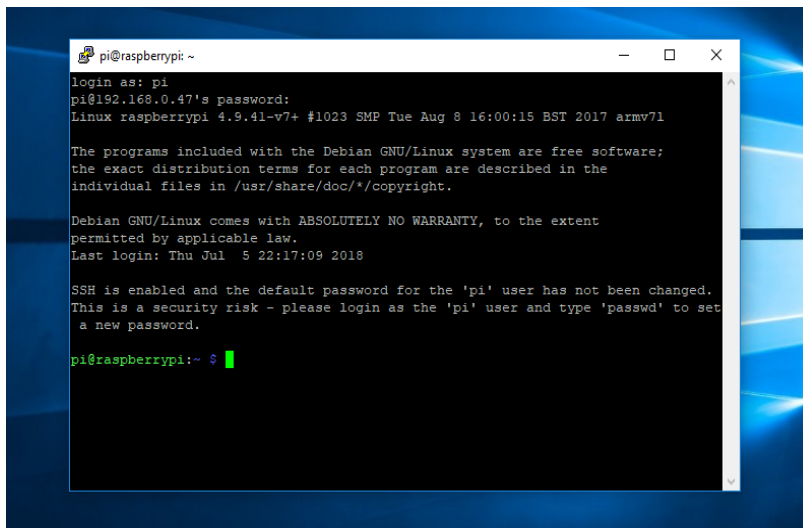 pi@raspberrypi: ~
login as: pi
pi@192.168.0.47's password:
Linux raspberrypi 4.9.41-v7+ #1023 SMP Tue Aug 8 16:00:15 BST 2017 armv7l
The programs included with the Debian GNU/Linux system are free software;
the exact distribution terms for each program are described in the
individual files in /usr/share/doc/*/copyright.
Debian GNU/Linux comes with ABSOLUTELY NO WARRANTY, to the extent
permitted by applicable law.
Last login: Thu Jul  5 22:17:09 2018
SSH is enabled and the default password for the 'pi' user has not been changed.
This is a security risk - please login as the 'pi' user and type 'passwd' to set
 a new password.
pi@raspberrypi:~ $